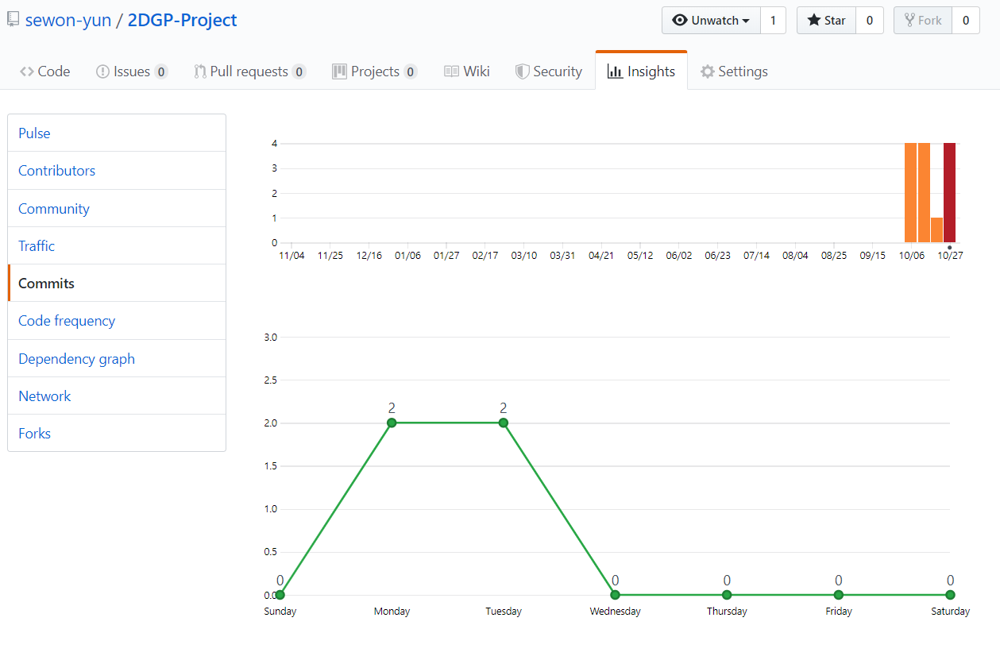 sewon-yun / 2DGP-Project
Unwatch 1 Star 0 Fork 0
Code Issues 0 Pull requests 0 Projects 0 Wiki Security Insights Settings
Pulse
Contributors
Community
Traffic
Commits
Code frequency
Dependency graph
Network
Forks
4
3
2
1
0
11/04 11/25 12/16 01/06 01/27 02/17 03/10 03/31 04/21 05/12 06/02 06/23 07/14 08/04 08/25 09/15 10/06 10/27
3.0
2.5
2 2
2.0
1.5
1.0
0.5
0 0 0 0 0
0.0
Sunday Monday Tuesday Wednesday Thursday Friday Saturday